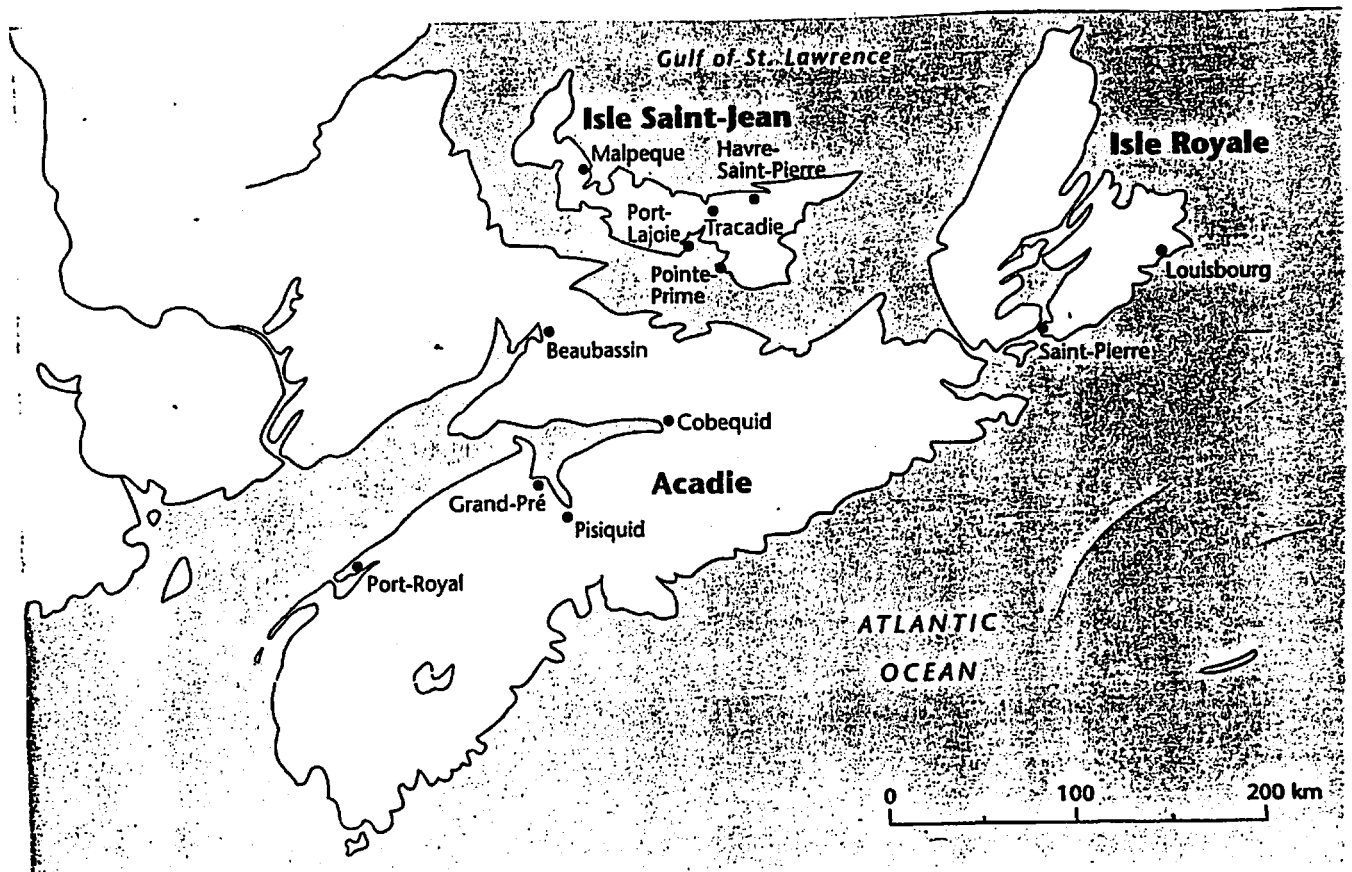 Gulf of St. Lawrence
Isle Saint-Jean
Isle Royale
Malpeque
Havre-
Saint-Pierre
Port-
Lajoie
Tracadie
Pointe-
Prime
Louisbourg
Saint-Pierre
Beaubassin
Cobequid
Acadie
Grand-Pré
Pisiquid
Port-Royal
ATLANTIC
OCEAN
0 100 200 km